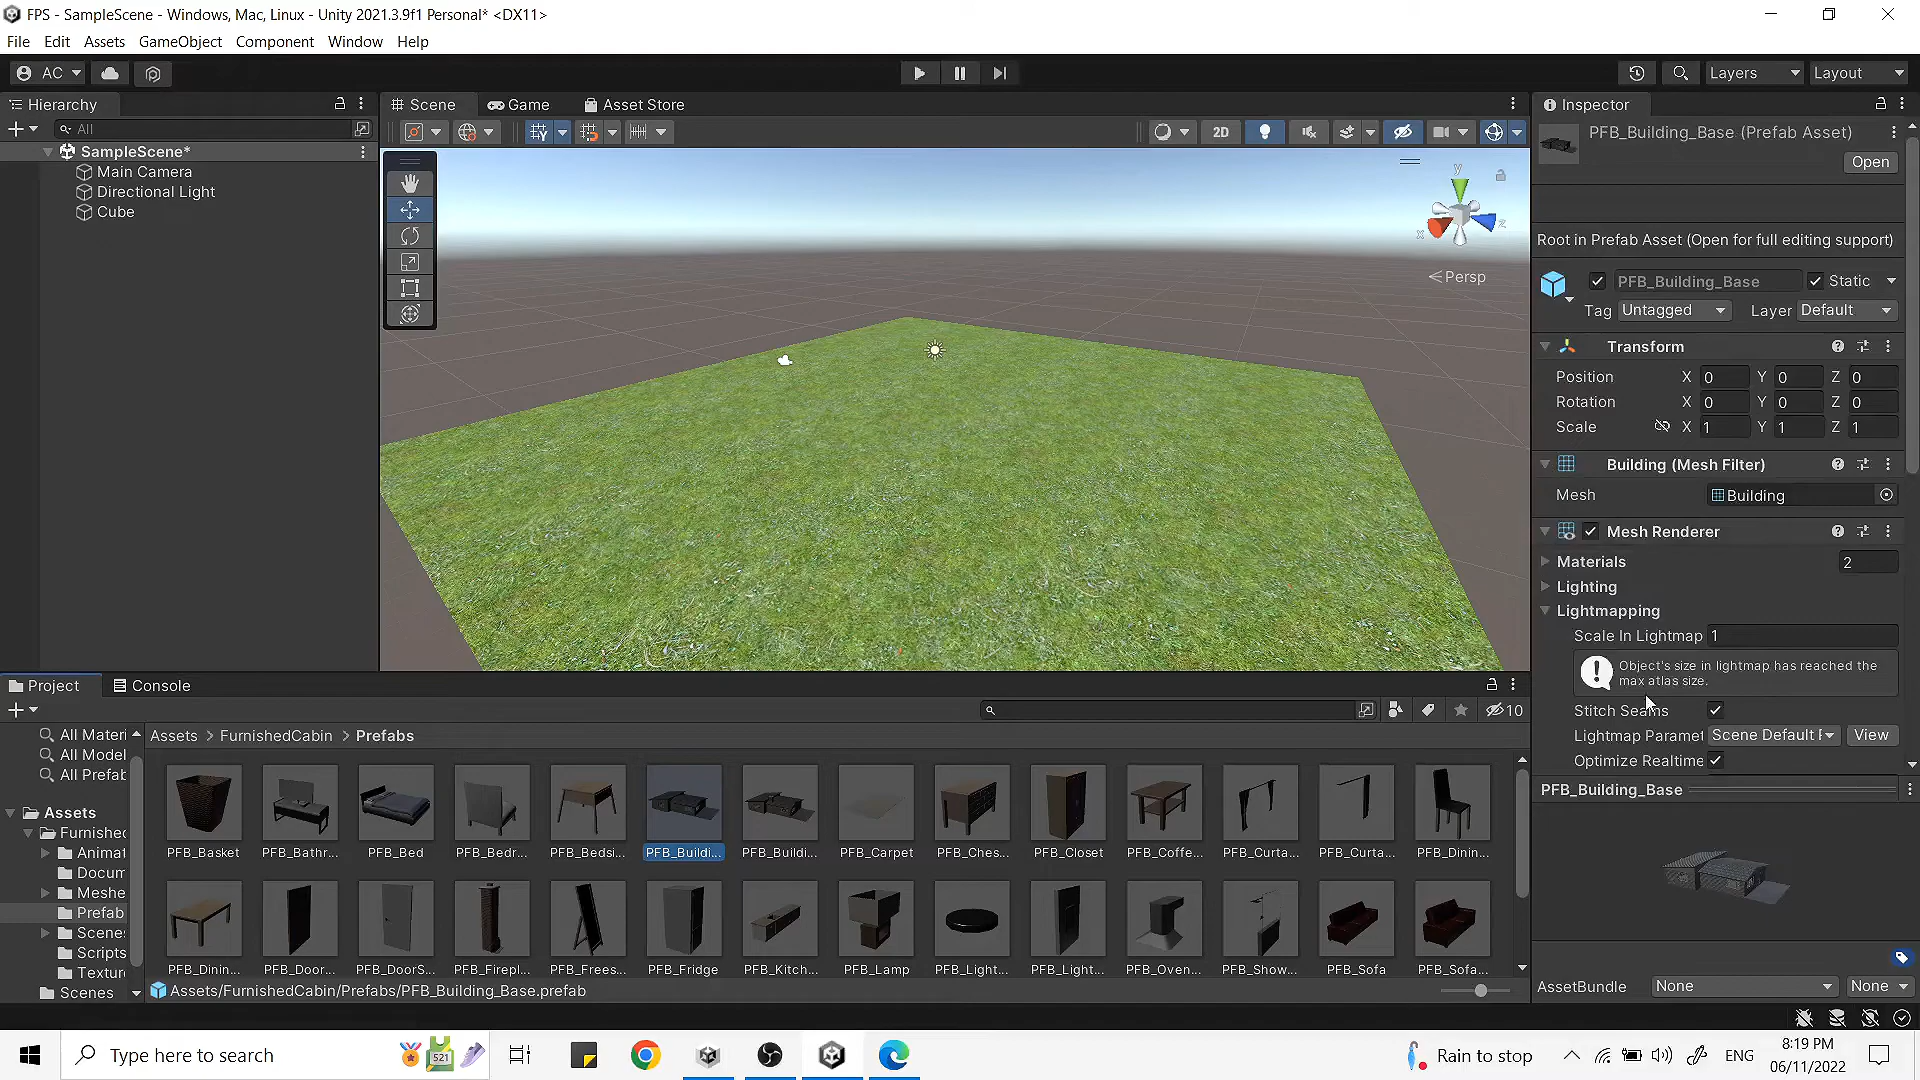 FPS - SampleScene - Windows, Mac, Linux - Unity 2021.3.9f1 Personal* <DX11>
File Edit Assets GameObject Component Window Help
AC
Layers Layout
Hierarchy
All
SampleScene*
Main Camera
Directional Light
Cube
Scene Game Asset Store
2D
y
x z
Persp
Inspector
PFB_Building_Base (Prefab Asset)
Open
Root in Prefab Asset (Open for full editing support)
PFB_Building_Base Static
Tag Untagged Layer Default
Transform
Position X 0 Y 0 Z 0
Rotation X 0 Y 0 Z 0
Scale X 1 Y 1 Z 1
Building (Mesh Filter)
Mesh Building
Mesh Renderer
Materials 2
Lighting
Lightmapping
Scale In Lightmap 1
Object's size in lightmap has reached the
max atlas size.
Stitch Seams
Lightmap Paramet Scene Default View
Optimize Realtime
PFB_Building_Base
AssetBundle None None
Project Console
10
All Materi
All Model
All Prefab
Assets
Furnished
Animat
Docum
Meshe
Prefab
Scene
Scripts
Textur
Scenes
Assets > FurnishedCabin > Prefabs
PFB_Basket PFB_Bathr... PFB_Bed PFB_Bedr... PFB_Bedsi... PFB_Buildi... PFB_Buildi... PFB_Carpet PFB_Ches... PFB_Closet PFB_Coffe... PFB_Curta... PFB_Curta... PFB_Dinin...
PFB_Dinin... PFB_Door... PFB_DoorS... PFB_Firepl... PFB_Frees... PFB_Fridge PFB_Kitch... PFB_Lamp PFB_Light... PFB_Light... PFB_Oven... PFB_Show... PFB_Sofa PFB_Sofa...
Assets/FurnishedCabin/Prefabs/PFB_Building_Base.prefab
Type here to search
521
Rain to stop
ENG
8:19 PM
06/11/2022